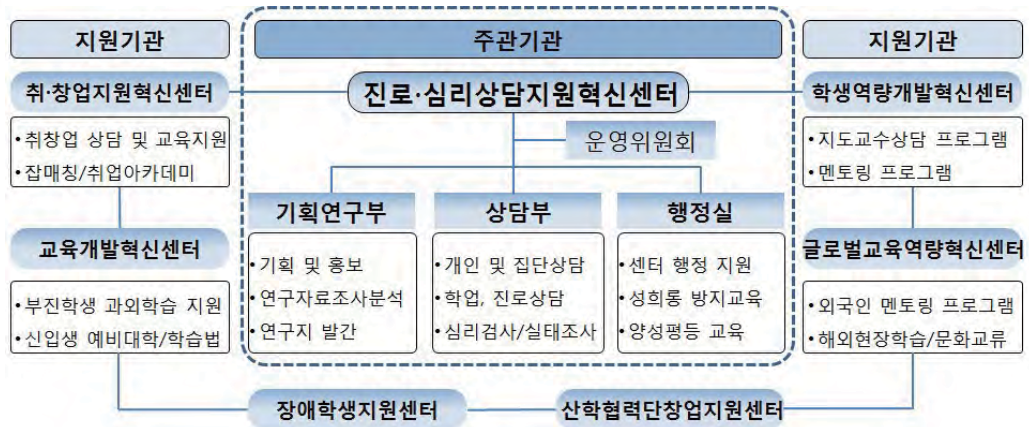 지원기관
주관기관
지원기관
취·창업지원혁신센터
진로·심리상담지원혁신센터
학생역량개발혁신센터
• 취창업 상담 및 교육지원
• 잡매칭/취업아카데미
운영위원회
• 지도교수상담 프로그램
• 멘토링 프로그램
기획연구부
상담부
행정실
교육개발혁신센터
글로벌교육역량혁신센터
• 기획 및 홍보
• 연구자료조사분석
• 연구지 발간
• 개인 및 집단상담
• 학업, 진로상담
• 심리검사/실태조사
• 센터 행정 지원
• 성희롱 방지교육
• 양성평등 교육
• 부진학생 과외학습 지원
• 신입생 예비대학/학습법
• 외국인 멘토링 프로그램
• 해외현장학습/문화교류
장애학생지원센터
산학협력단창업지원센터